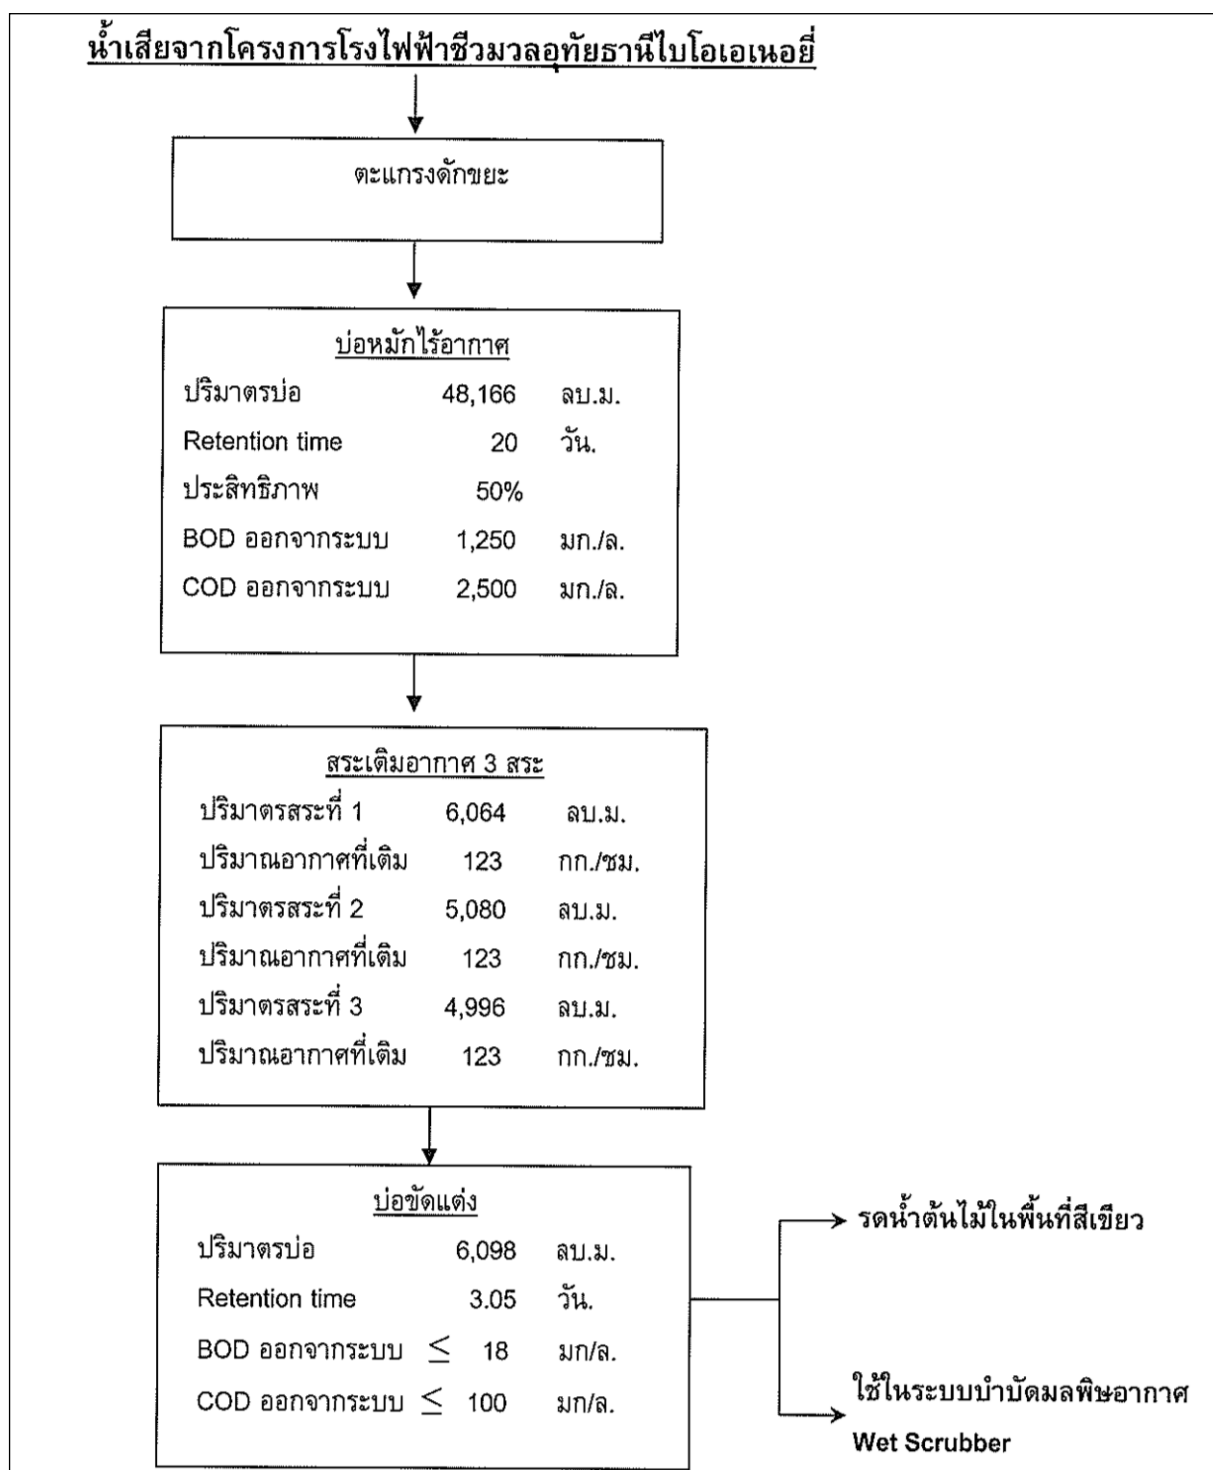 น้ำเสียจากโครงการโรงไฟฟ้าชีวมวลอุทัยธานีไบโอเอเนอยี่
ตะแกรงดักขยะ
บ่อหมักไร้อากาศ
ปริมาตรบ่อ 48,166 ลบ.ม.
Retention time 20 วัน.
ประสิทธิภาพ 50%
BOD ออกจากระบบ 1,250 มก./ล.
COD ออกจากระบบ 2,500 มก./ล.
สระเติมอากาศ 3 สระ
ปริมาตรสระที่ 1 6,064 ลบ.ม.
ปริมาณอากาศที่เติม 123 กก./ชม.
ปริมาตรสระที่ 2 5,080 ลบ.ม.
ปริมาณอากาศที่เติม 123 กก./ชม.
ปริมาตรสระที่ 3 4,996 ลบ.ม.
ปริมาณอากาศที่เติม 123 กก./ชม.
บ่อขัดแต่ง
ปริมาตรบ่อ 6,098 ลบ.ม.
Retention time 3.05 วัน.
BOD ออกจากระบบ ≤ 18 มก/ล.
COD ออกจากระบบ ≤ 100 มก/ล.
รดน้ำต้นไม้ในพื้นที่สีเขียว
ใช้ในระบบบำบัดมลพิษอากาศ
Wet Scrubber